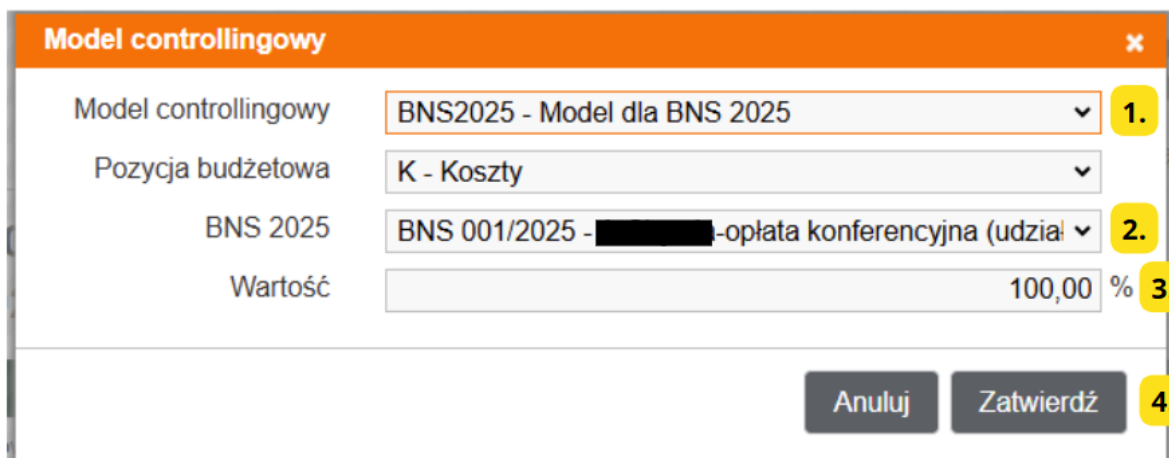 Model controllingowy ×
Model controllingowy BNS2025 - Model dla BNS 2025 1.
Pozycja budżetowa K - Koszty
BNS 2025 BNS 001/2025 - -opłata konferencyjna (udział 2.
Wartość 100,00 % 3
Anuluj Zatwierdź 4